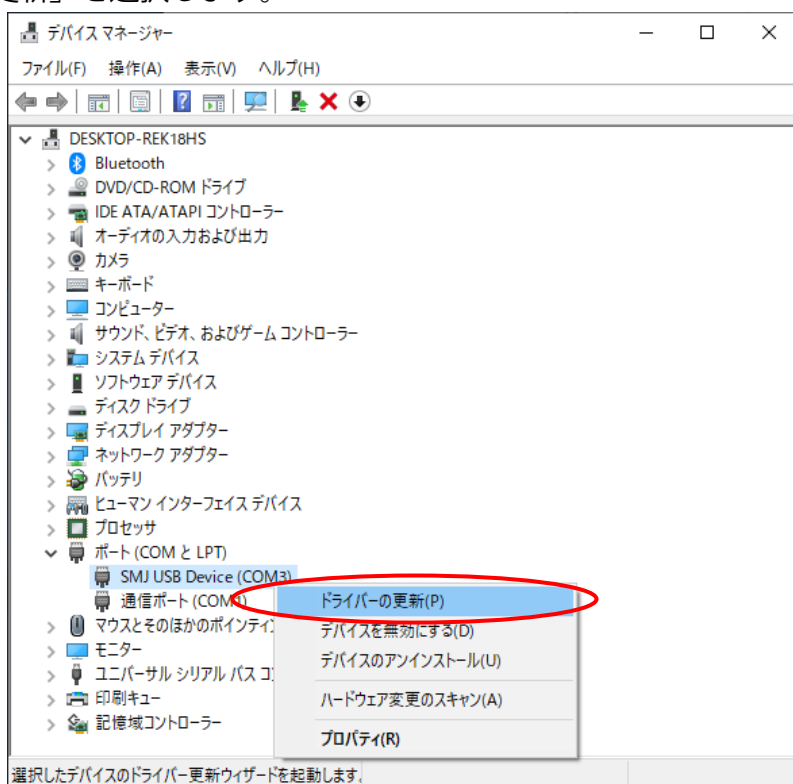 デバイス マネージャー
ファイル(F) 操作(A) 表示(V) ヘルプ(H)
DESKTOP-REK18HS
Bluetooth
DVD/CD-ROM ドライブ
IDE ATA/ATAPI コントローラー
オーディオの入力および出力
カメラ
キーボード
コンピューター
サウンド、ビデオ、およびゲーム コントローラー
システム デバイス
ソフトウェア デバイス
ディスク ドライブ
ディスプレイ アダプター
ネットワーク アダプター
バッテリ
ヒューマン インターフェイス デバイス
プロセッサ
ポート (COM と LPT)
SMJ USB Device (COM3)
通信ポート (COM1)
マウスとそのほかのポインティ
モニター
ユニバーサル シリアル バス コ
印刷キュー
記憶域コントローラー
ドライバーの更新(P)
デバイスを無効にする(D)
デバイスのアンインストール(U)
ハードウェア変更のスキャン(A)
プロパティ(R)
選択したデバイスのドライバー更新ウィザードを起動します。